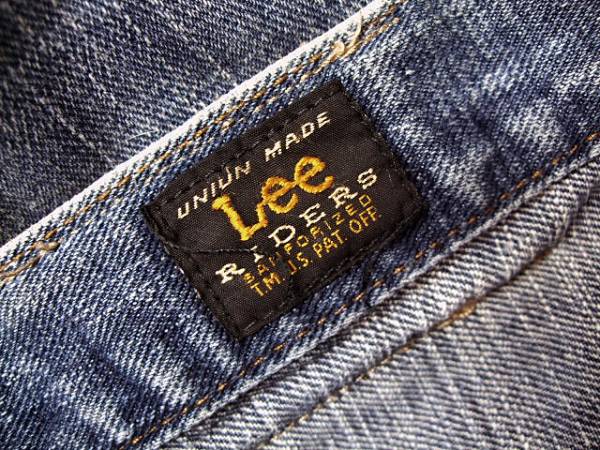 UNION MADE
Lee
RIDERS
SANFORIZED
T.M. U.S. PAT. OFF.